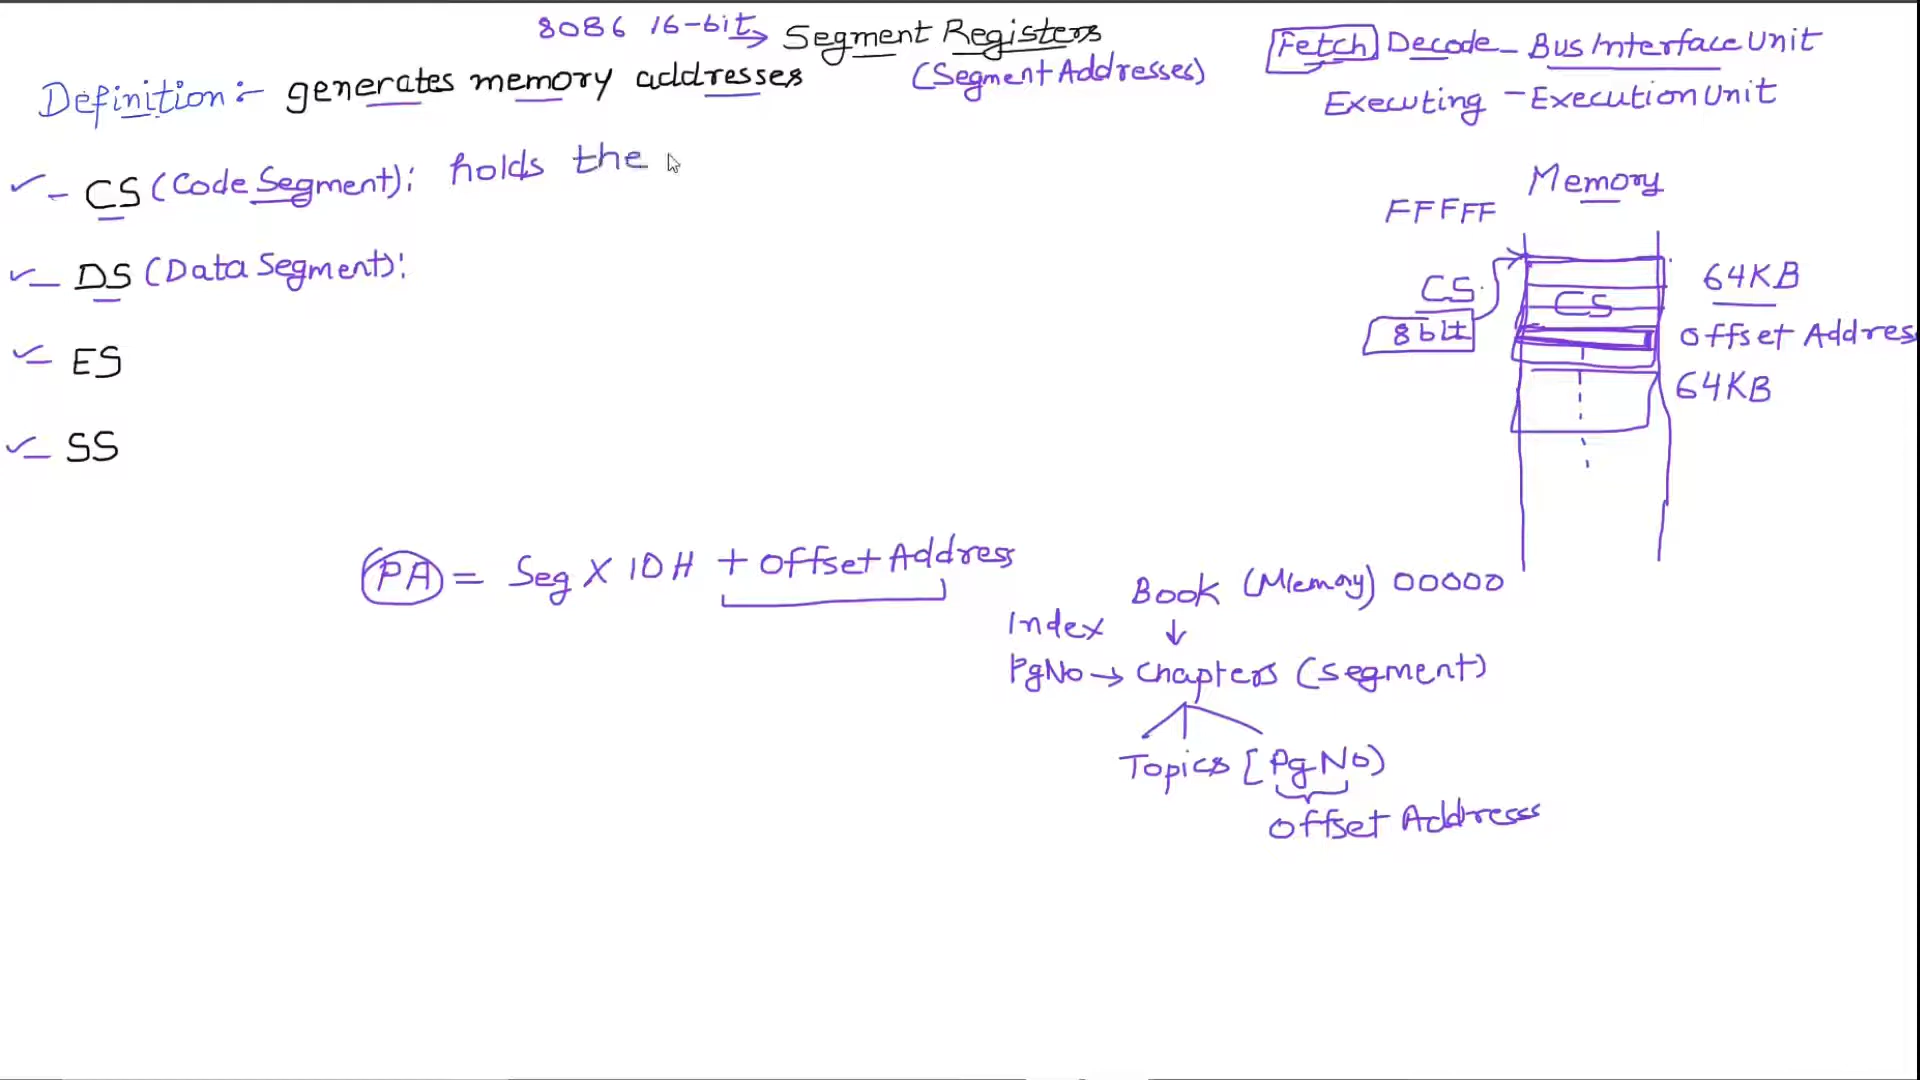 8086 16-bit → Segment Registers
(Segment Addresses)
Definition :- generates memory addresses
Fetch Decode - Bus Interface Unit
Executing - Execution Unit
- CS (Code Segment): holds the
- DS (Data Segment):
- ES
- SS
Memory
FFFFF
CS
8 bit
CS
64KB
Offset Addres
64KB
PA = Seg X 10H + Offset Address
Book (Memory) 00000
Index
PgNo → Chapters (segment)
Topics [PgNo)
Offset Addresss